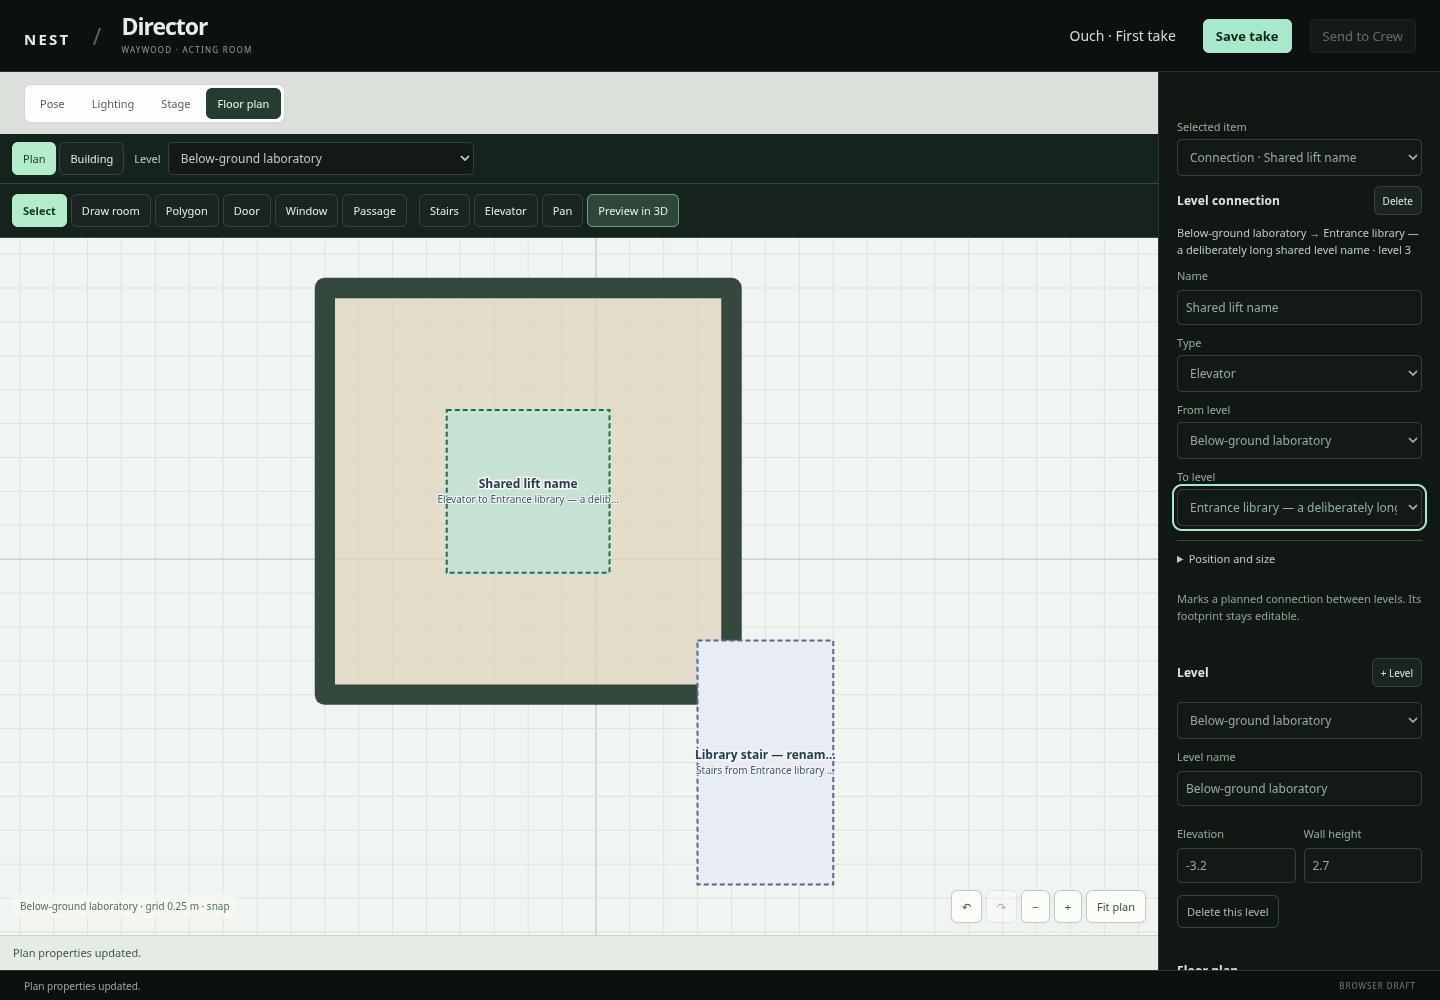 NEST / Director
WAYWOOD · ACTING ROOM
Ouch · First take
Save take
Send to Crew
Pose
Lighting
Stage
Floor plan
Plan
Building
Level
Below-ground laboratory
Select
Draw room
Polygon
Door
Window
Passage
Stairs
Elevator
Pan
Preview in 3D
Shared lift name
Elevator to Entrance library — a delib…
Library stair — renam…
Stairs from Entrance library …
Below-ground laboratory · grid 0.25 m · snap
↶
↷
−
+
Fit plan
Plan properties updated.
Selected item
Connection · Shared lift name
Level connection
Delete
Below-ground laboratory → Entrance library —
a deliberately long shared level name · level 3
Name
Shared lift name
Type
Elevator
From level
Below-ground laboratory
To level
Entrance library — a deliberately long
▶ Position and size
Marks a planned connection between levels. Its
footprint stays editable.
Level
+ Level
Below-ground laboratory
Level name
Below-ground laboratory
Elevation
Wall height
-3.2
2.7
Delete this level
Floor plan
Plan properties updated.
BROWSER DRAFT